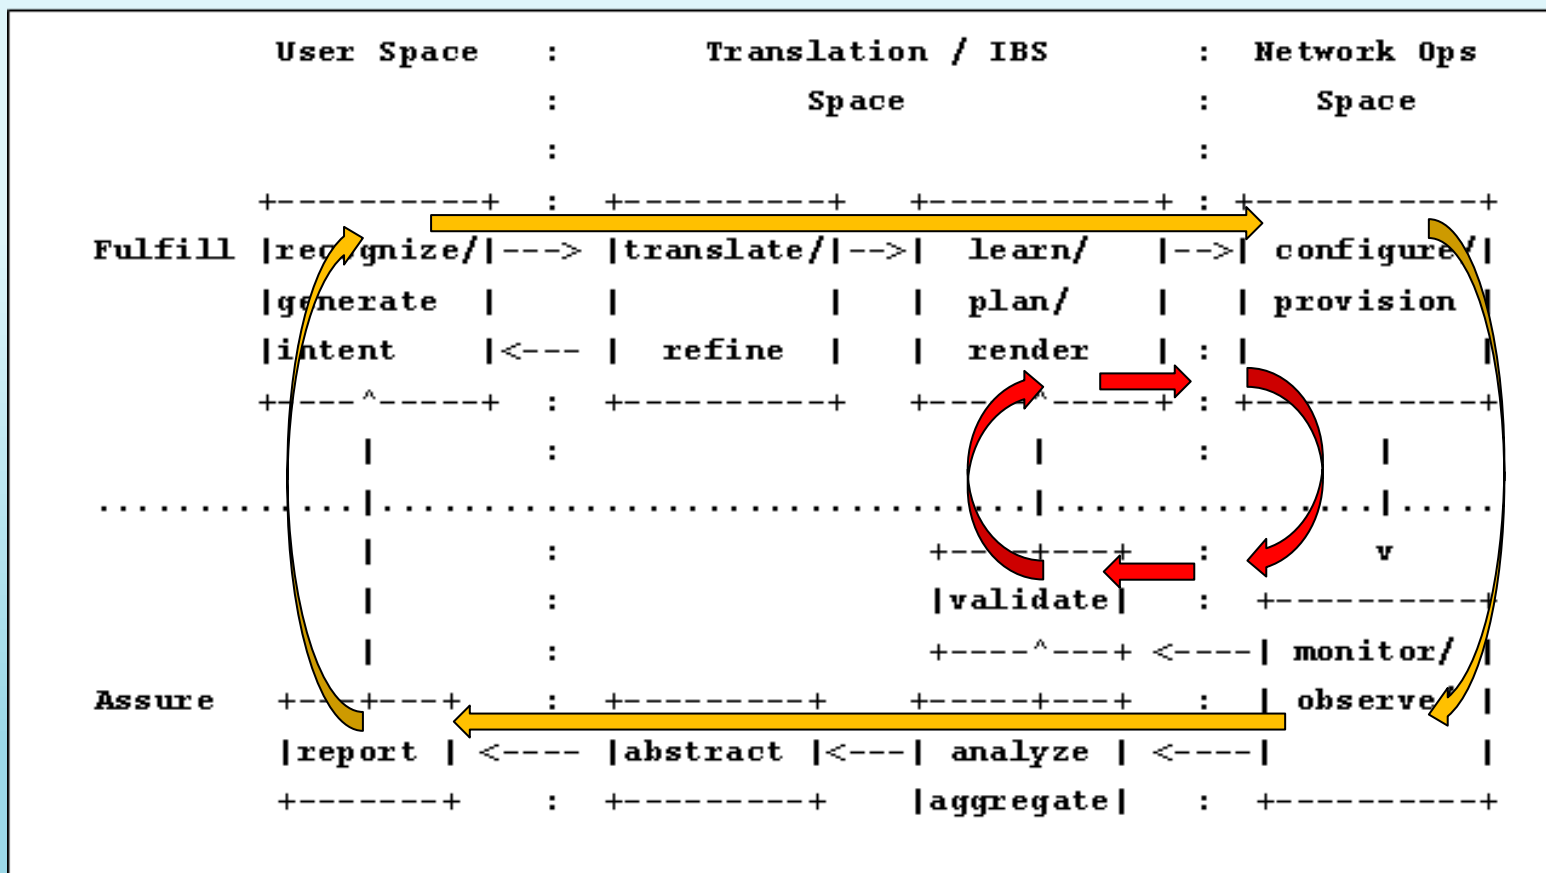 User Space    :         Translation / IBS         :   Network Ops
                          :               Space               :      Space
                          :                                   :
           +----------+   :   +----------+   +-----------+    :  +-----------+
Fulfill    |recognize/|--->   |translate/|-->|  learn/   |    -->| configure/|
           |generate  |       |          |   |  plan/    |       | provision |
           |intent    |<---   |  refine  |   |  render   |    :  |           |
           +----^-----+   :   +----------+   +-----^-----+    :  +-----------+
                |         :                        |          :        |
................|..................................|...................|.....
                |         :                   +----+---+      :        v
                |         :                   |validate|      :  +-----------+
                |         :                   +----^---+ <----|  monitor/   |
Assure      +---+---+     :   +---------+    +-----+---+      :  | observe/  |
            |report | <----   |abstract |<---| analyze | <----|             |
            +-------+     :   +---------+    |aggregate|      :  +-----------+